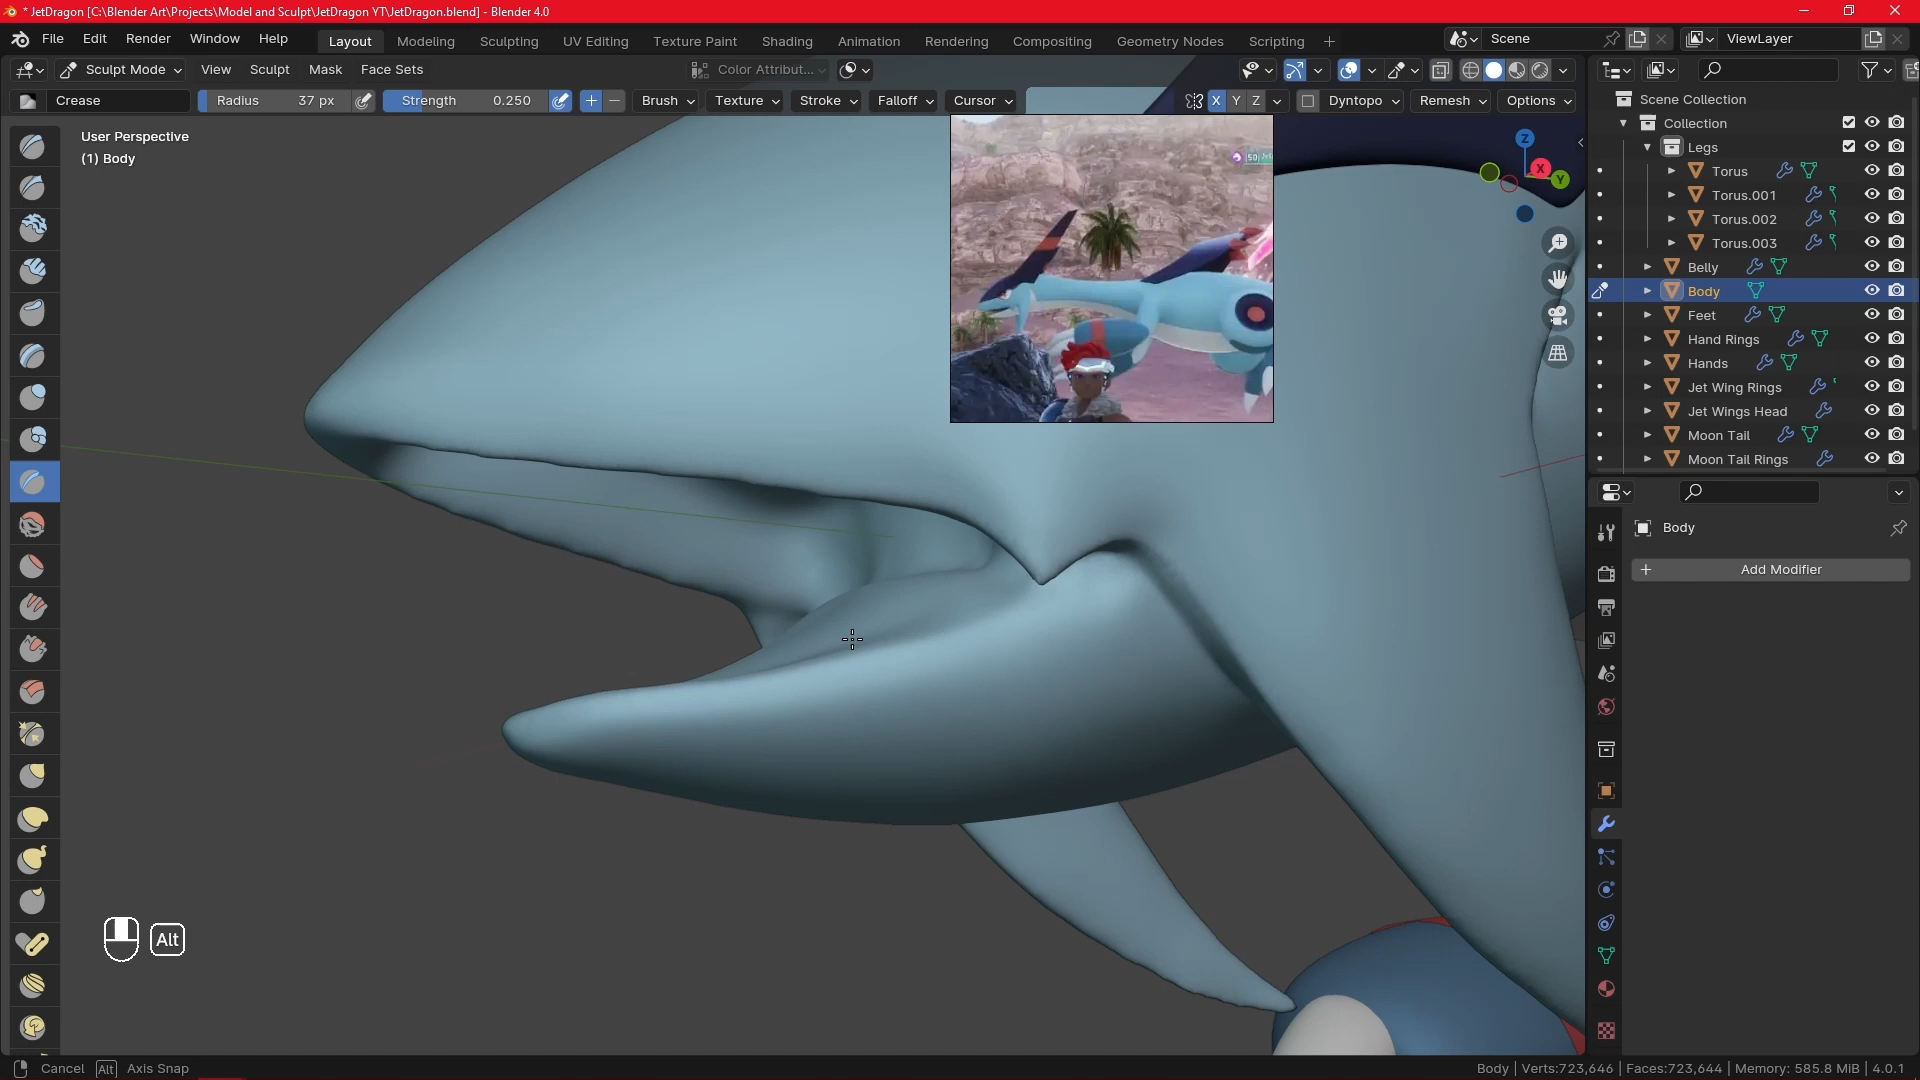 * JetDragon [C:\Blender Art\Projects\Model and Sculpt\JetDragon YT\JetDragon.blend] - Blender 4.0
File Edit Render Window Help Layout Modeling Sculpting UV Editing Texture Paint Shading Animation Rendering Compositing Geometry Nodes Scripting + Scene ViewLayer
Sculpt Mode View Sculpt Mask Face Sets Color Attribut...
Crease Radius 37 px Strength 0.250 Brush Texture Stroke Falloff Cursor X Y Z Dyntopo Remesh Options
User Perspective
(1) Body
50
Z
X
Y
Scene Collection
Collection
Legs
Torus
Torus.001
Torus.002
Torus.003
Belly
Body
Feet
Hand Rings
Hands
Jet Wing Rings
Jet Wings Head
Moon Tail
Moon Tail Rings
Body
+ Add Modifier
Alt
Cancel Alt Axis Snap
Body | Verts:723,646 | Faces:723,644 | Memory: 585.8 MiB | 4.0.1